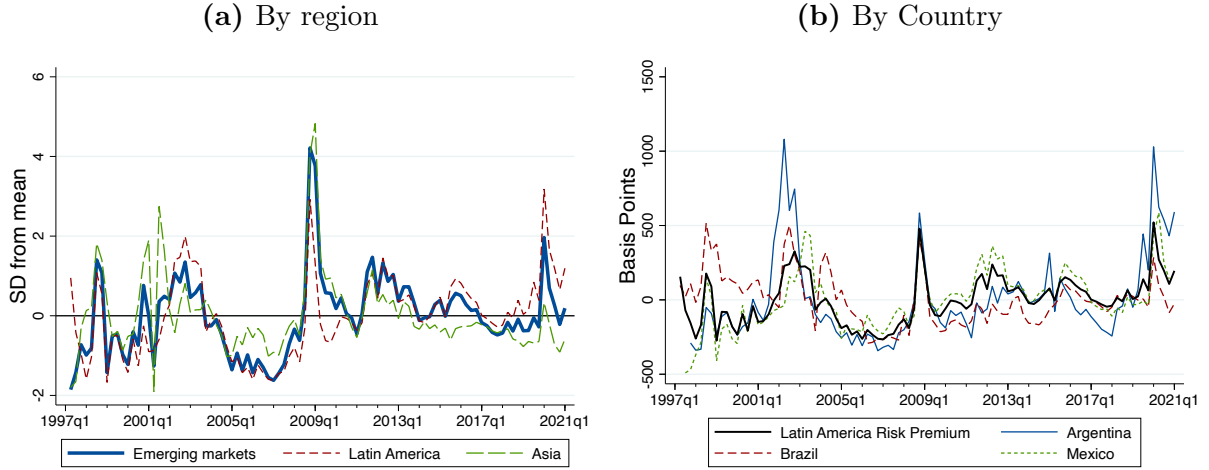 (a) By region
SD from mean
6
4
2
0
-2
1997q1 2001q1 2005q1 2009q1 2013q1 2017q1 2021q1
Emerging markets Latin America Asia
(b) By Country
Basis Points
1500
1000
500
0
-500
1997q1 2001q1 2005q1 2009q1 2013q1 2017q1 2021q1
Latin America Risk Premium Argentina
Brazil Mexico